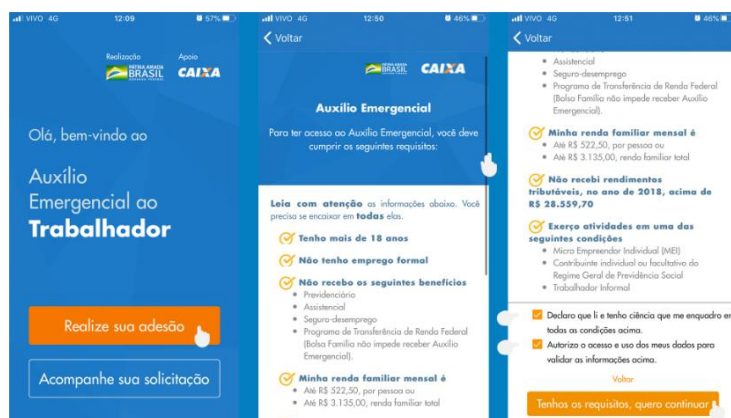 VIVO 4G 12:09 57%
Realização Apoio
PÁTRIA AMADA
BRASIL CAIXA
Olá, bem-vindo ao
Auxílio
Emergencial ao
Trabalhador
Realize sua adesão
Acompanhe sua solicitação
VIVO 4G 12:50 46%
Voltar
BRASIL CAIXA
Auxílio Emergencial
Para ter acesso ao Auxílio Emergencial, você deve
cumprir os seguintes requisitos:
Leia com atenção as informações abaixo. Você
precisa se encaixar em todas elas.
Tenho mais de 18 anos
Não tenho emprego formal
Não recebo os seguintes benefícios
Previdenciário
Assistencial
Seguro-desemprego
Programa de Transferência de Renda Federal
(Bolsa Família não impede receber Auxílio
Emergencial).
Minha renda familiar mensal é
Até R$ 522,50, por pessoa ou
Até R$ 3.135,00, renda familiar total
VIVO 4G 12:51 46%
Voltar
Assistencial
Seguro-desemprego
Programa de Transferência de Renda Federal
(Bolsa Família não impede receber Auxílio
Emergencial).
Minha renda familiar mensal é
Até R$ 522,50, por pessoa ou
Até R$ 3.135,00, renda familiar total
Não recebi rendimentos
tributáveis, no ano de 2018, acima de
R$ 28.559,70
Exerço atividades em uma das
seguintes condições
Micro Empreendor Individual (MEI)
Contribuinte individual ou facultativo do
Regime Geral de Previdência Social
Trabalhador Informal
Declaro que li e tenho ciência que me enquadro em
todas as condições acima.
Autorizo o acesso e uso dos meus dados para
validar as informações acima.
Voltar
Tenhos os requisitos, quero continuar